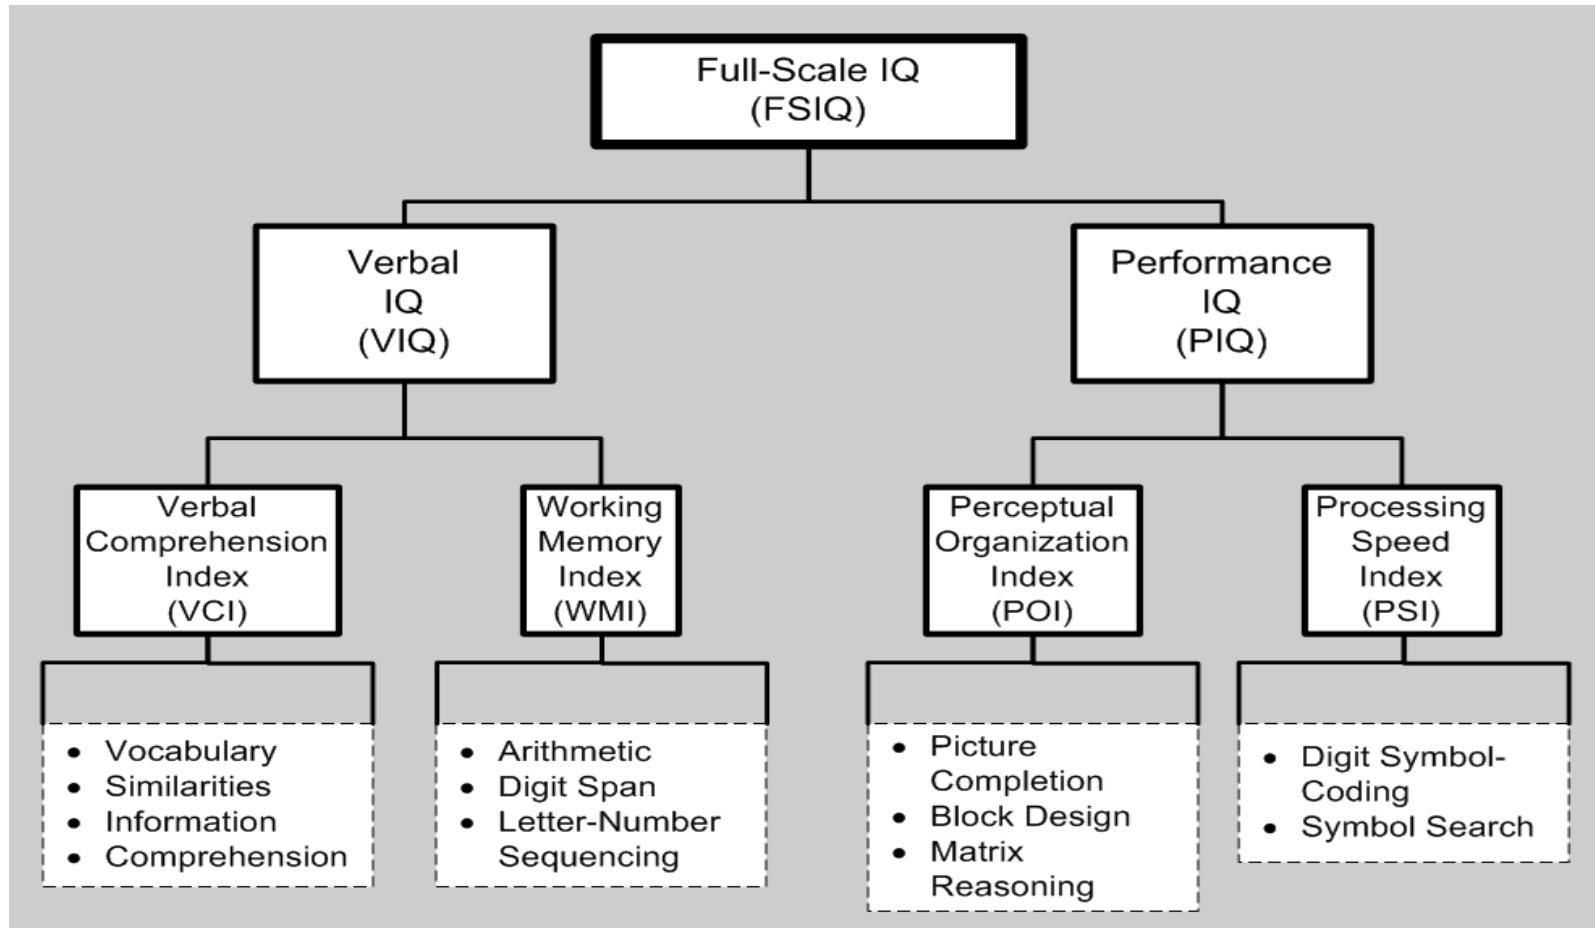 Full-Scale IQ
(FSIQ)
Verbal
IQ
(VIQ)
Performance
IQ
(PIQ)
Verbal
Comprehension
Index
(VCI)
Working
Memory
Index
(WMI)
Perceptual
Organization
Index
(POI)
Processing
Speed
Index
(PSI)
• Vocabulary
• Similarities
• Information
• Comprehension
• Arithmetic
• Digit Span
• Letter-Number
Sequencing
• Picture
Completion
• Block Design
• Matrix
Reasoning
• Digit Symbol-
Coding
• Symbol Search